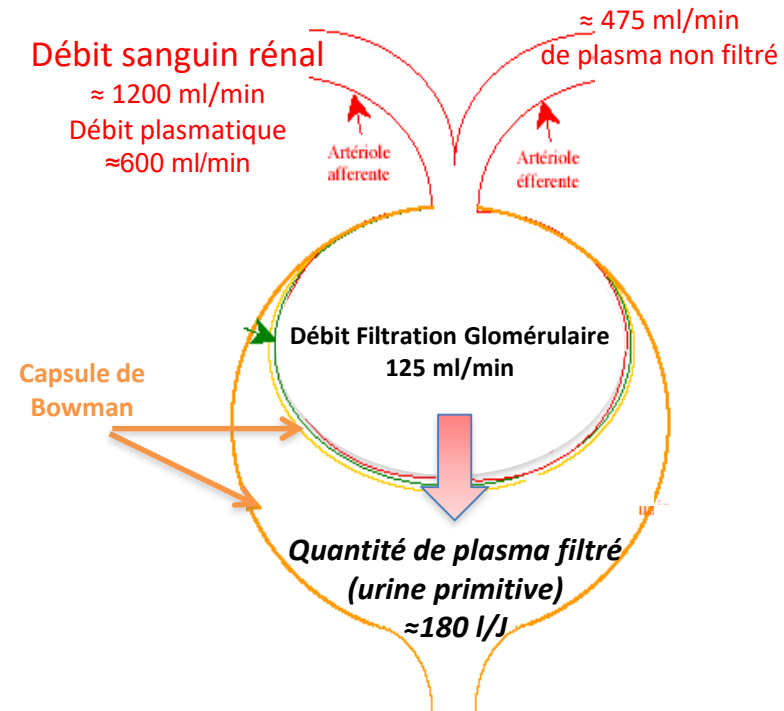 Débit sanguin rénal
≈ 1200 ml/min
Débit plasmatique
≈600 ml/min
≈ 475 ml/min
de plasma non filtré
Artériole
afferente
Artériole
éfferente
Débit Filtration Glomérulaire
125 ml/min
Capsule de
Bowman
Quantité de plasma filtré
(urine primitive)
≈180 l/J